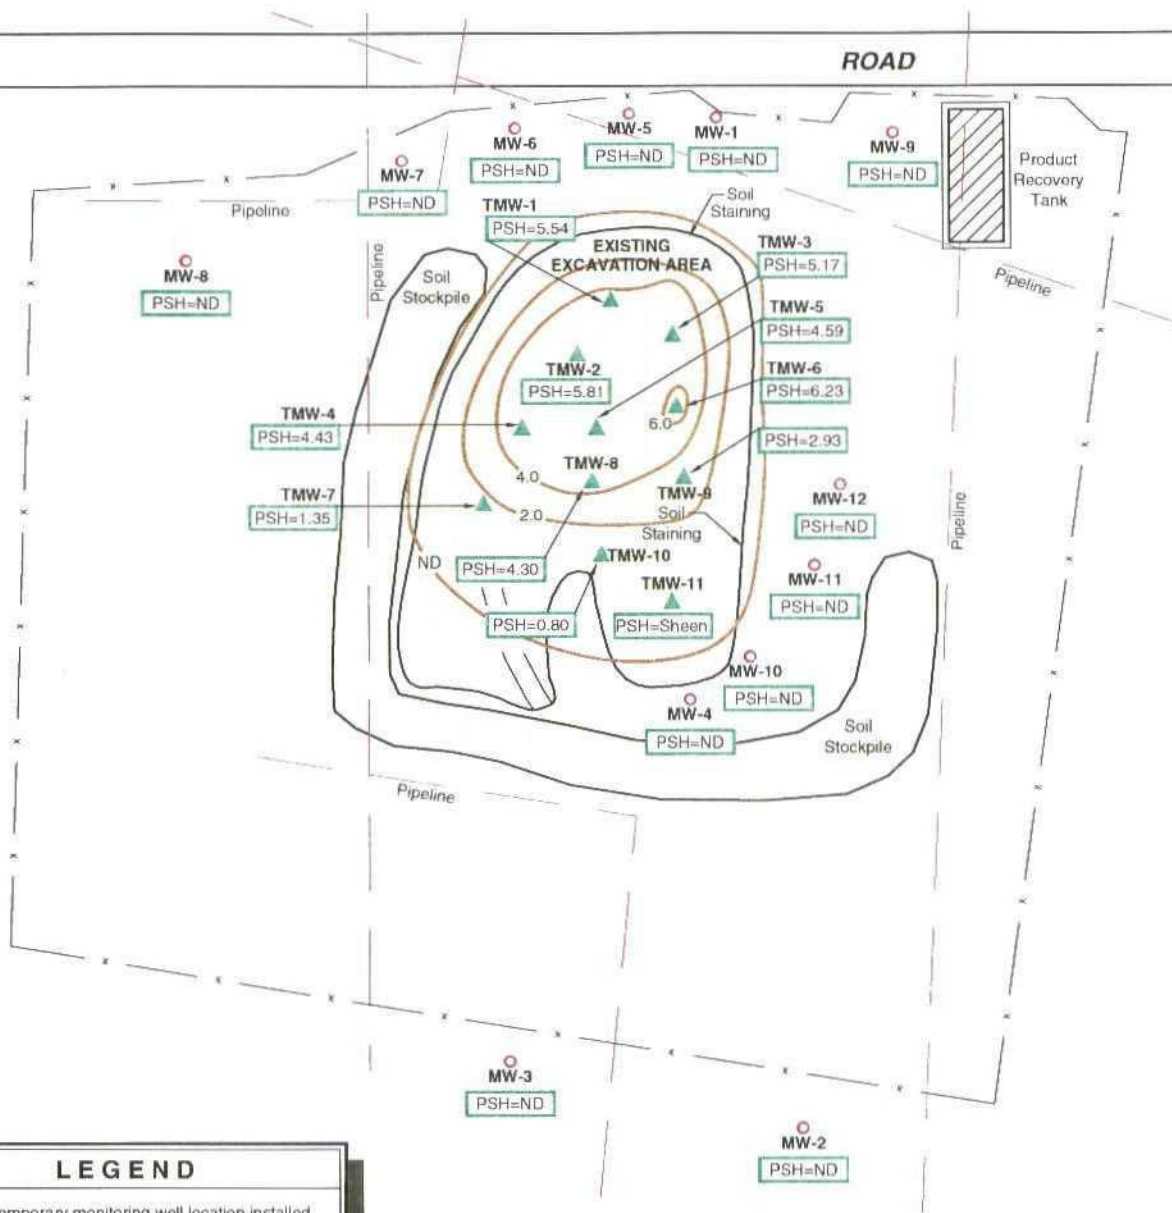 ROAD
MW-5
PSH=ND
MW-1
PSH=ND
MW-6
PSH=ND
MW-9
PSH=ND
Product
Recovery
Tank
MW-7
PSH=ND
Pipeline
TMW-1
PSH=5.54
Soil
Staining
EXISTING
EXCAVATION AREA
TMW-3
PSH=5.17
MW-8
PSH=ND
Pipeline
Soil
Stockpile
Pipeline
TMW-5
PSH=4.59
TMW-2
PSH=5.81
TMW-6
PSH=6.23
6.0
TMW-4
PSH=4.43
PSH=2.93
TMW-8
4.0
TMW-9
TMW-7
PSH=1.35
2.0
Soil
Staining
MW-12
PSH=ND
Pipeline
ND
PSH=4.30
TMW-10
MW-11
PSH=ND
TMW-11
PSH=Sheen
PSH=0.80
MW-10
PSH=ND
MW-4
PSH=ND
Soil
Stockpile
Pipeline
MW-3
PSH=ND
MW-2
PSH=ND
LEGEND
emporary monitoring well location installed